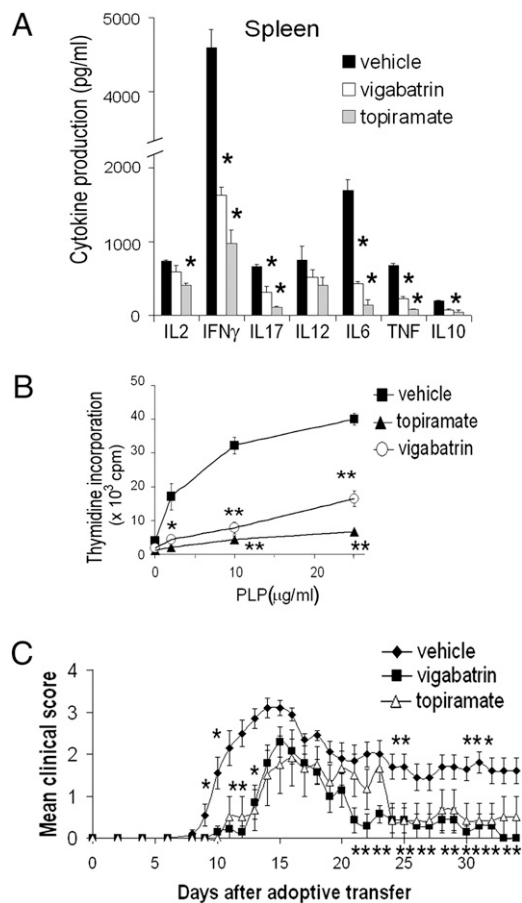 A
Spleen
Cytokine production (pg/ml)
5000
4000
2000
1000
0
vehicle
vigabatrin
topiramate
* * * * * * * * * * *
IL2 IFNγ IL17 IL12 IL6 TNF IL10
B
Thymidine incorporation
(x 10³ cpm)
50
40
30
20
10
0
vehicle
topiramate
vigabatrin
* ** **
** **
0 10 20
PLP(μg/ml)
C
Mean clinical score
4
3
2
1
0
vehicle
vigabatrin
topiramate
0 5 10 15 20 25 30
Days after adoptive transfer